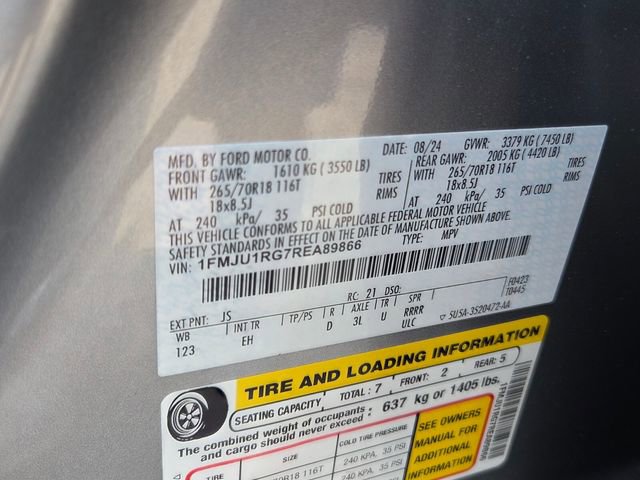 MFD. BY FORD MOTOR CO. DATE: 08/24 GVWR: 3379 KG ( 7450 LB)
FRONT GAWR: 1610 KG ( 3550 LB) REAR GAWR: 2005 KG ( 4420 LB)
WITH 265/70R18 116T TIRES WITH 265/70R18 116T TIRES
18x8.5J RIMS 18x8.5J RIMS
AT 240 kPa/ 35 PSI COLD AT 240 kPa/ 35 PSI COLD
THIS VEHICLE CONFORMS TO ALL APPLICABLE FEDERAL MOTOR VEHICLE
SAFETY STANDARDS IN EFFECT ON THE DATE OF MANUFACTURE SHOWN ABOVE.
VIN: 1FMJU1RG7REA89866 TYPE: MPV
F0423
T0445
EXT PNT: JS RC: 21 DSO:
WB INT TR TP/PS R AXLE TR SPR
123 EH D 3L U RRRR
ULC ▽ 5U5A-3520472-AA
TIRE AND LOADING INFORMATION
SEATING CAPACITY TOTAL : 7 FRONT: 2 REAR: 5
The combined weight of occupants
and cargo should never exceed : 637 kg or 1405 lbs.
TIRE SIZE COLD TIRE PRESSURE
70R18 116T 240 KPA, 35 PSI
240 KPA, 35 PSI
SEE OWNERS
MANUAL FOR
ADDITIONAL
INFORMATION